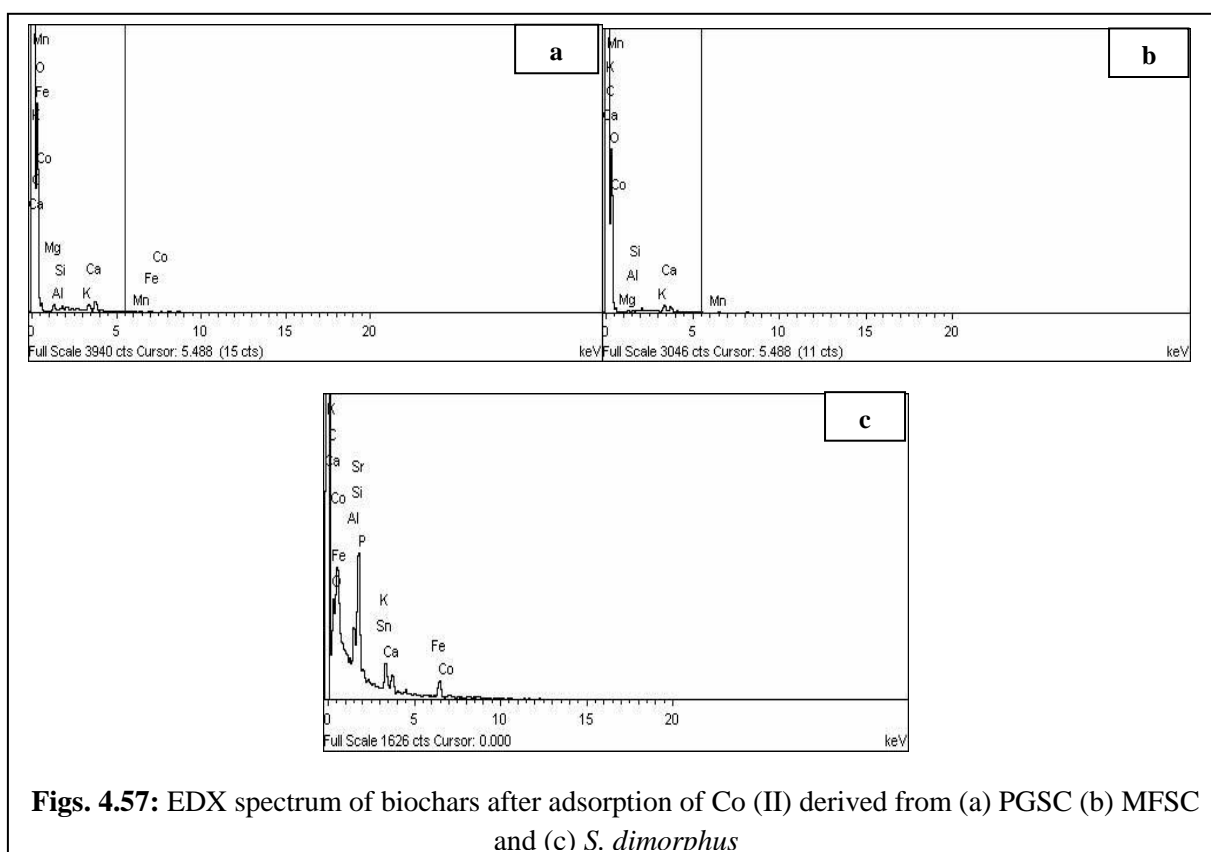 a
Mn
O
Fe
K
Co
C
Ca
Mg
Si
Al
Ca
K
Co
Fe
Mn
0 5 10 15 20
Full Scale 3940 cts Cursor: 5.488 (15 cts) keV
b
Mn
K
C
Ca
O
Co
Si
Al
Mg
Ca
K
Mn
0 5 10 15 20
Full Scale 3046 cts Cursor: 5.488 (11 cts) keV
c
K
C
Ca
Co
Fe
O
Sr
Si
Al
P
K
Sn
Ca
Fe
Co
0 5 10 15 20
Full Scale 1626 cts Cursor: 0.000 keV
Figs. 4.57: EDX spectrum of biochars after adsorption of Co (II) derived from (a) PGSC (b) MFSC
and (c) S. dimorphus